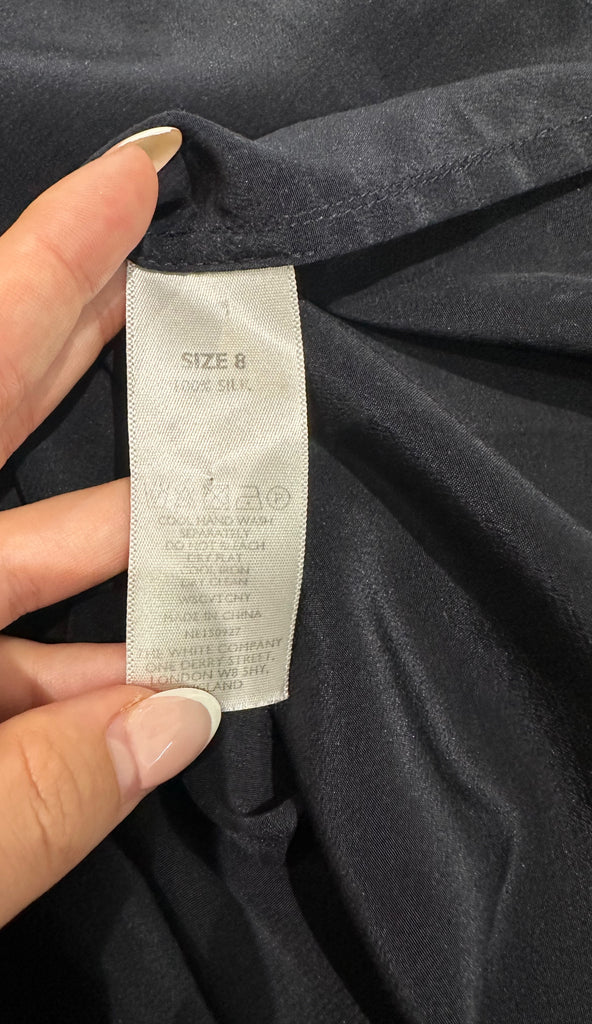 SIZE 8
100% SILK
COOL HAND WASH
SEPARATELY
DO NOT BLEACH
DRY FLAT
IRON
DRY CLEAN
MADE IN CHINA
THE WHITE COMPANY
ONE DERRY STREET,
LONDON W8 5HY,
ENGLAND